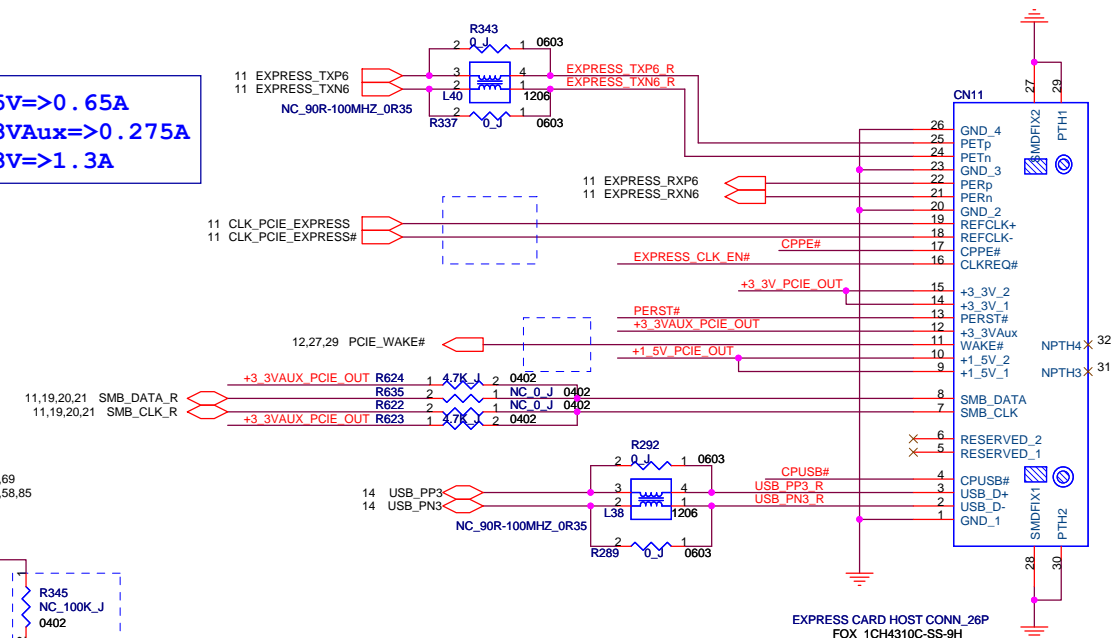 5V=>0.65A
3VAux=>0.275A
3V=>1.3A
R343
0_J
2 1 0603
11 EXPRESS_TXP6
11 EXPRESS_TXN6
3 4
2 1
L40
1206
NC_90R-100MHZ_0R35
EXPRESS_TXP6_R
EXPRESS_TXN6_R
R337
2 0_J 1 0603
11 EXPRESS_RXP6
11 EXPRESS_RXN6
11 CLK_PCIE_EXPRESS
11 CLK_PCIE_EXPRESS#
CPPE#
EXPRESS_CLK_EN#
+3_3V_PCIE_OUT
PERST#
+3_3VAUX_PCIE_OUT
12,27,29 PCIE_WAKE#
+1_5V_PCIE_OUT
+3_3VAUX_PCIE_OUT R624 1 4.7K_J 2 0402
11,19,20,21 SMB_DATA_R R635 2 1 NC_0_J 0402
11,19,20,21 SMB_CLK_R R622 2 1 NC_0_J 0402
+3_3VAUX_PCIE_OUT R623 1 4.7K_J 2 0402
R292
0_J
2 1 0603
CPUSB#
14 USB_PP3
14 USB_PN3
3 4
2 1
L38
1206
NC_90R-100MHZ_0R35
USB_PP3_R
USB_PN3_R
R289
2 0_J 1 0603
CN11
27 29
SMDFIX2
PTH1
26 GND_4
25 PETp
24 PETn
23 GND_3
22 PERp
21 PERn
20 GND_2
19 REFCLK+
18 REFCLK-
17 CPPE#
16 CLKREQ#
15 +3_3V_2
14 +3_3V_1
13 PERST#
12 +3_3VAux
11 WAKE#
10 +1_5V_2
9 +1_5V_1
8 SMB_DATA
7 SMB_CLK
6 RESERVED_2
5 RESERVED_1
4 CPUSB#
3 USB_D+
2 USB_D-
1 GND_1
NPTH4 32
NPTH3 31
SMDFIX1
PTH2
28 30
EXPRESS CARD HOST CONN_26P
FOX_1CH4310C-SS-9H
,69
,58,85
1
R345
NC_100K_J
0402